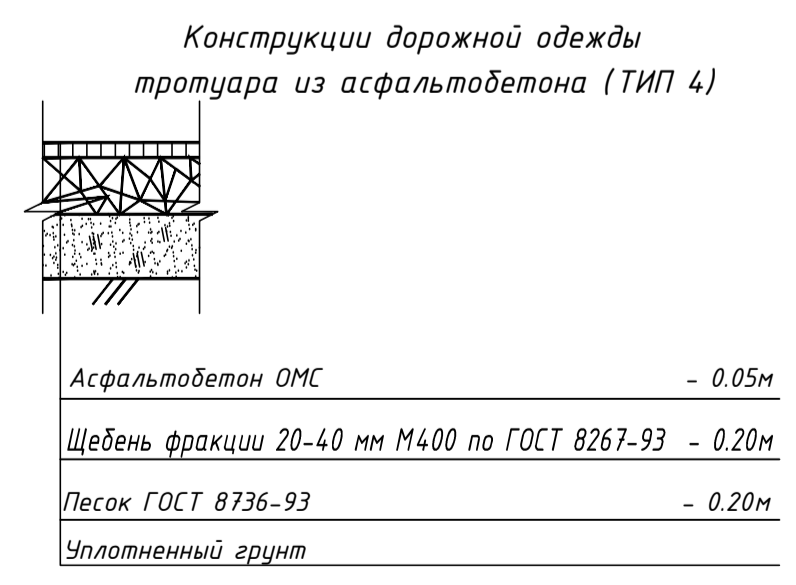 Конструкции дорожной одежды
тротуара из асфальтобетона (ТИП 4)
Асфальтобетон ОМС - 0.05м
Щебень фракции 20-40 мм М400 по ГОСТ 8267-93 - 0.20м
Песок ГОСТ 8736-93 - 0.20м
Уплотненный грунт